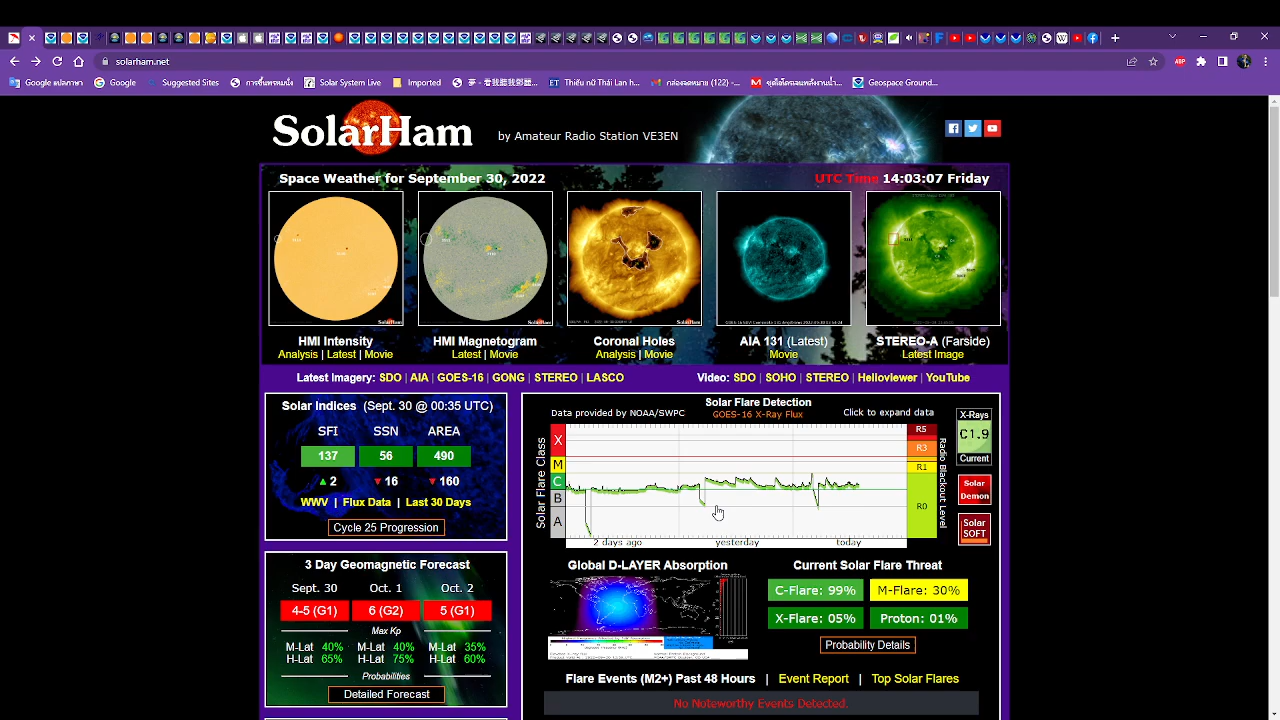 solarham.net
Google แปลภาษา
Google
Suggested Sites
Solar System Live
Imported
Geospace Ground...
SolarHam
by Amateur Radio Station VE3EN
Space Weather for September 30, 2022
UTC Time 14:03:07 Friday
HMI Intensity
Analysis | Latest | Movie
HMI Magnetogram
Latest | Movie
Coronal Holes
Analysis | Movie
AIA 131 (Latest)
Movie
STEREO-A (Farside)
Latest Image
Latest Imagery: SDO | AIA | GOES-16 | GONG | STEREO | LASCO
Video: SDO | SOHO | STEREO | Helloviewer | YouTube
Solar Indices (Sept. 30 @ 00:35 UTC)
SFI SSN AREA
137 56 490
2 16 160
WWV | Flux Data | Last 30 Days
Cycle 25 Progression
3 Day Geomagnetic Forecast
Sept. 30 Oct. 1 Oct. 2
4-5 (G1) 6 (G2) 5 (G1)
Max Kp
M-Lat 40% M-Lat 40% M-Lat 35%
H-Lat 65% H-Lat 75% H-Lat 60%
Probabilities
Detailed Forecast
Solar Flare Detection
Data provided by NOAA/SWPC
GOES-16 X-Ray Flux
Click to expand data
Solar Flare Class
X
M
C
B
A
R5
R3
R1
R0
Radio Blackout Level
2 days ago yesterday today
X-Rays
C1.9
Current
Solar
Demon
Solar
SOFT
Global D-LAYER Absorption
Current Solar Flare Threat
C-Flare: 99% M-Flare: 30%
X-Flare: 05% Proton: 01%
Probability Details
Flare Events (M2+) Past 48 Hours | Event Report | Top Solar Flares
No Noteworthy Events Detected.